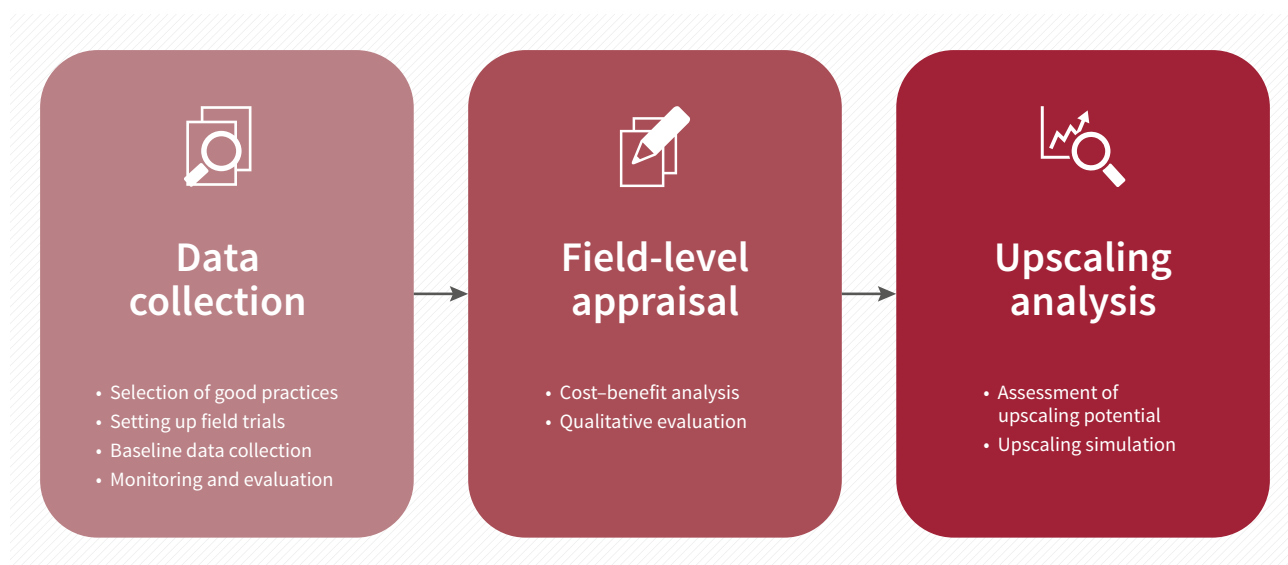 Data
collection
• Selection of good practices
• Setting up field trials
• Baseline data collection
• Monitoring and evaluation
Field-level
appraisal
• Cost–benefit analysis
• Qualitative evaluation
Upscaling
analysis
• Assessment of
upscaling potential
• Upscaling simulation